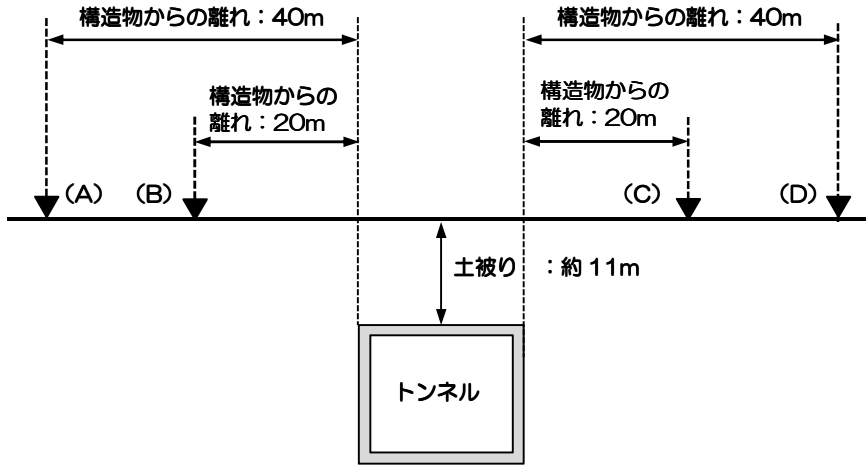 構造物からの離れ：40m
構造物からの離れ：40m
構造物からの
離れ：20m
構造物からの
離れ：20m
（A）
（B）
（C）
（D）
土被り　：約 11m
トンネル